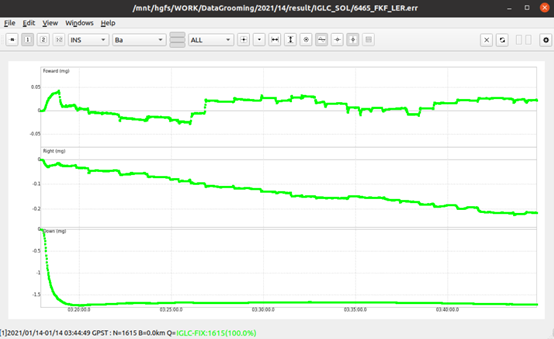 /mnt/hgfs/WORK/DataGrooming/2021/14/result/IGLC_SOL/6465_FKF_LER.err
File Edit View Windows Help
1 2 INS Ba ALL
Foward (mg)
0.05
0
-0.05
Right (mg)
0
-0.1
-0.2
Down (mg)
0
-0.5
-1
-1.5
03:20:00.0 03:25:00.0 03:30:00.0 03:35:00.0 03:40:00.0
[1]2021/01/14-01/14 03:44:49 GPST : N=1615 B=0.0km Q=IGLC-FIX:1615(100.0%)